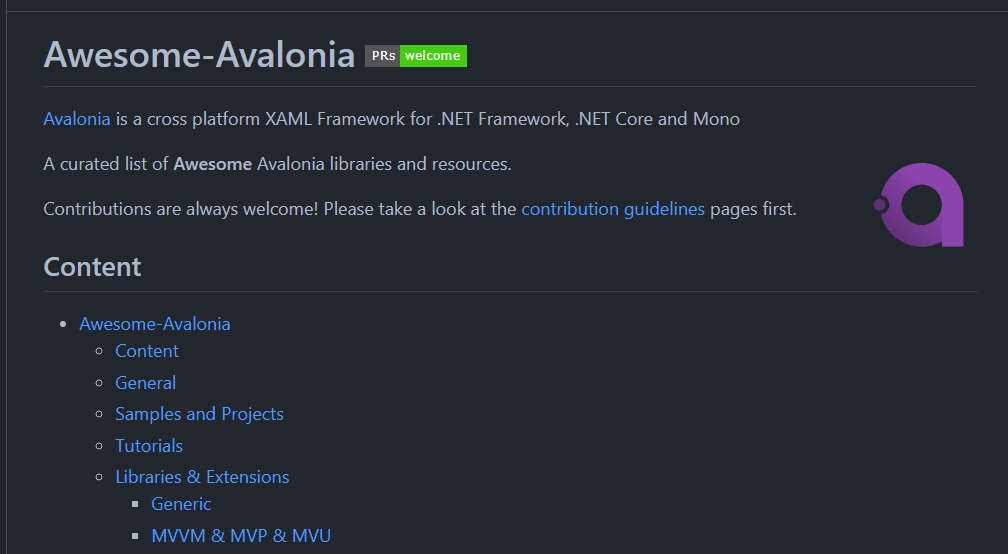 Awesome-Avalonia PRs welcome
Avalonia is a cross platform XAML Framework for .NET Framework, .NET Core and Mono
A curated list of Awesome Avalonia libraries and resources.
Contributions are always welcome! Please take a look at the contribution guidelines pages first.
Content
Awesome-Avalonia
Content
General
Samples and Projects
Tutorials
Libraries & Extensions
Generic
MVVM & MVP & MVU